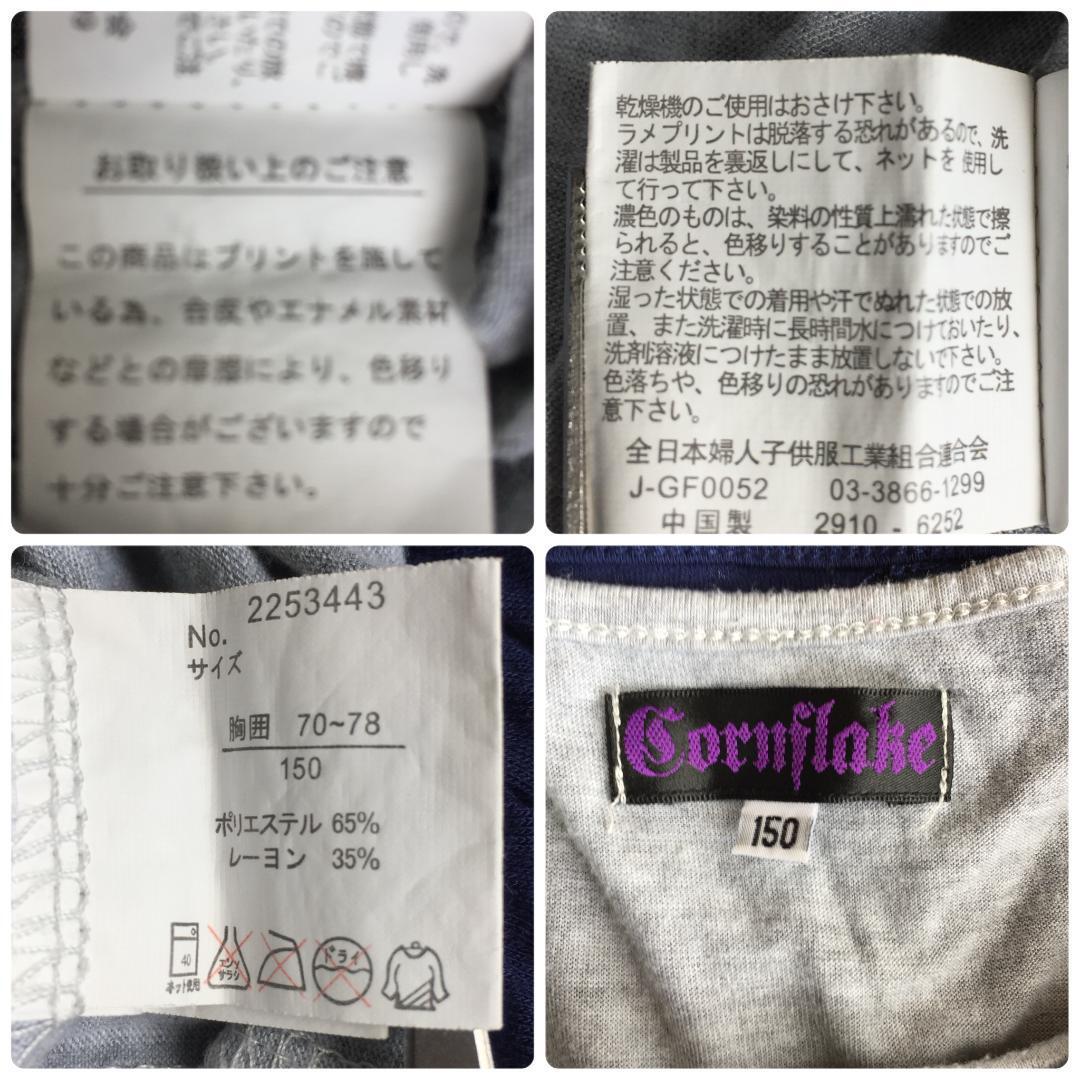 お取り扱い上のご注意
この商品はプリントを施して
いる為、合皮やエナメル素材
などとの摩擦により、色移り
する場合がございますので
十分ご注意下さい。
乾燥機のご使用はおさけ下さい。
ラメプリントは脱落する恐れがあるので、洗
濯は製品を裏返しにして、ネットを使用し
て行って下さい。
濃色のものは、染料の性質上濡れた状態で擦
られると、色移りすることがありますのでご
注意ください。
湿った状態での着用や汗でぬれた状態での放
置、また洗濯時に長時間水につけておいたり、
洗剤溶液につけたまま放置しないで下さい。
色落ちや、色移りの恐れがありますのでご注
意下さい。
全日本婦人子供服工業組合連合会
J-GF0052 03-3866-1299
中国製 2910 - 6252
No. 2253443
サイズ
胸囲 70~78
150
ポリエステル 65%
レーヨン 35%
40
ネット使用
エンソ
サラシ
ドライ
Cornflake
150